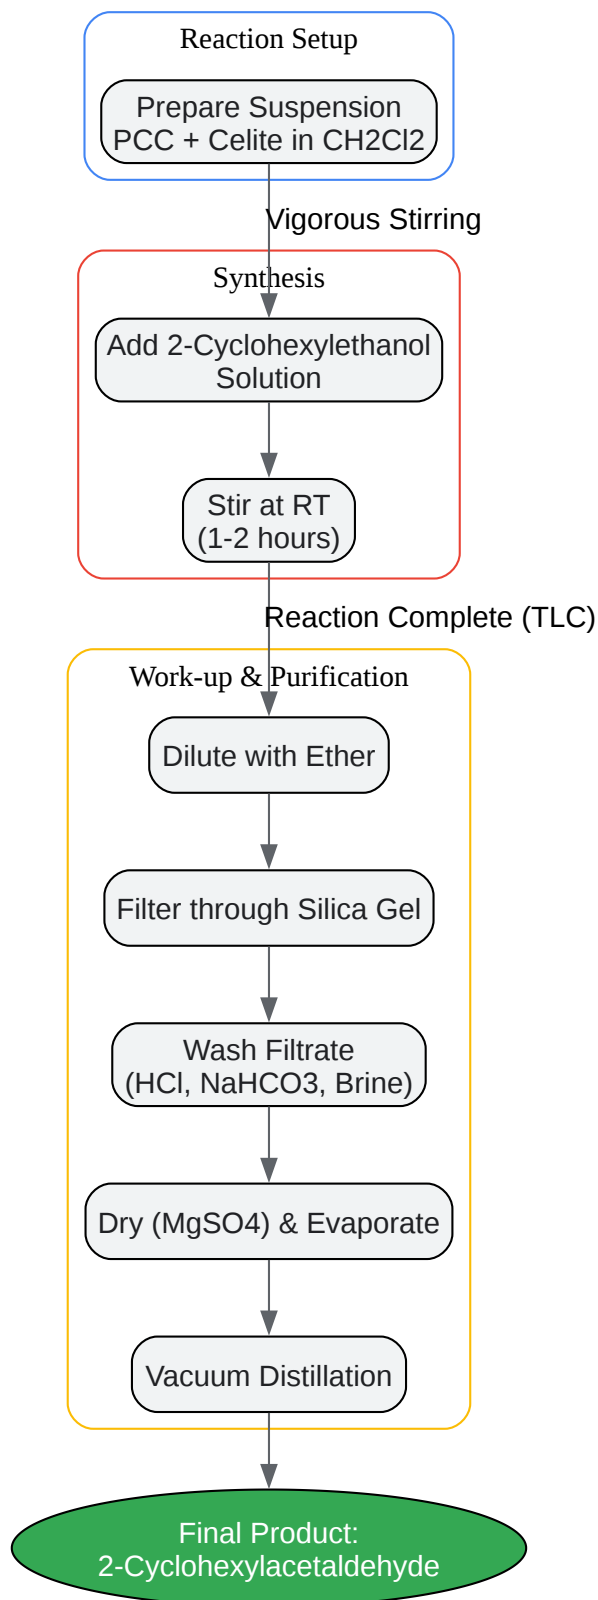 Reaction Setup
Prepare Suspension
PCC + Celite in CH2Cl2
Vigorous Stirring
Synthesis
Add 2-Cyclohexylethanol
Solution
Stir at RT
(1-2 hours)
Reaction Complete (TLC)
Work-up & Purification
Dilute with Ether
Filter through Silica Gel
Wash Filtrate
(HCl, NaHCO3, Brine)
Dry (MgSO4) & Evaporate
Vacuum Distillation
Final Product:
2-Cyclohexylacetaldehyde